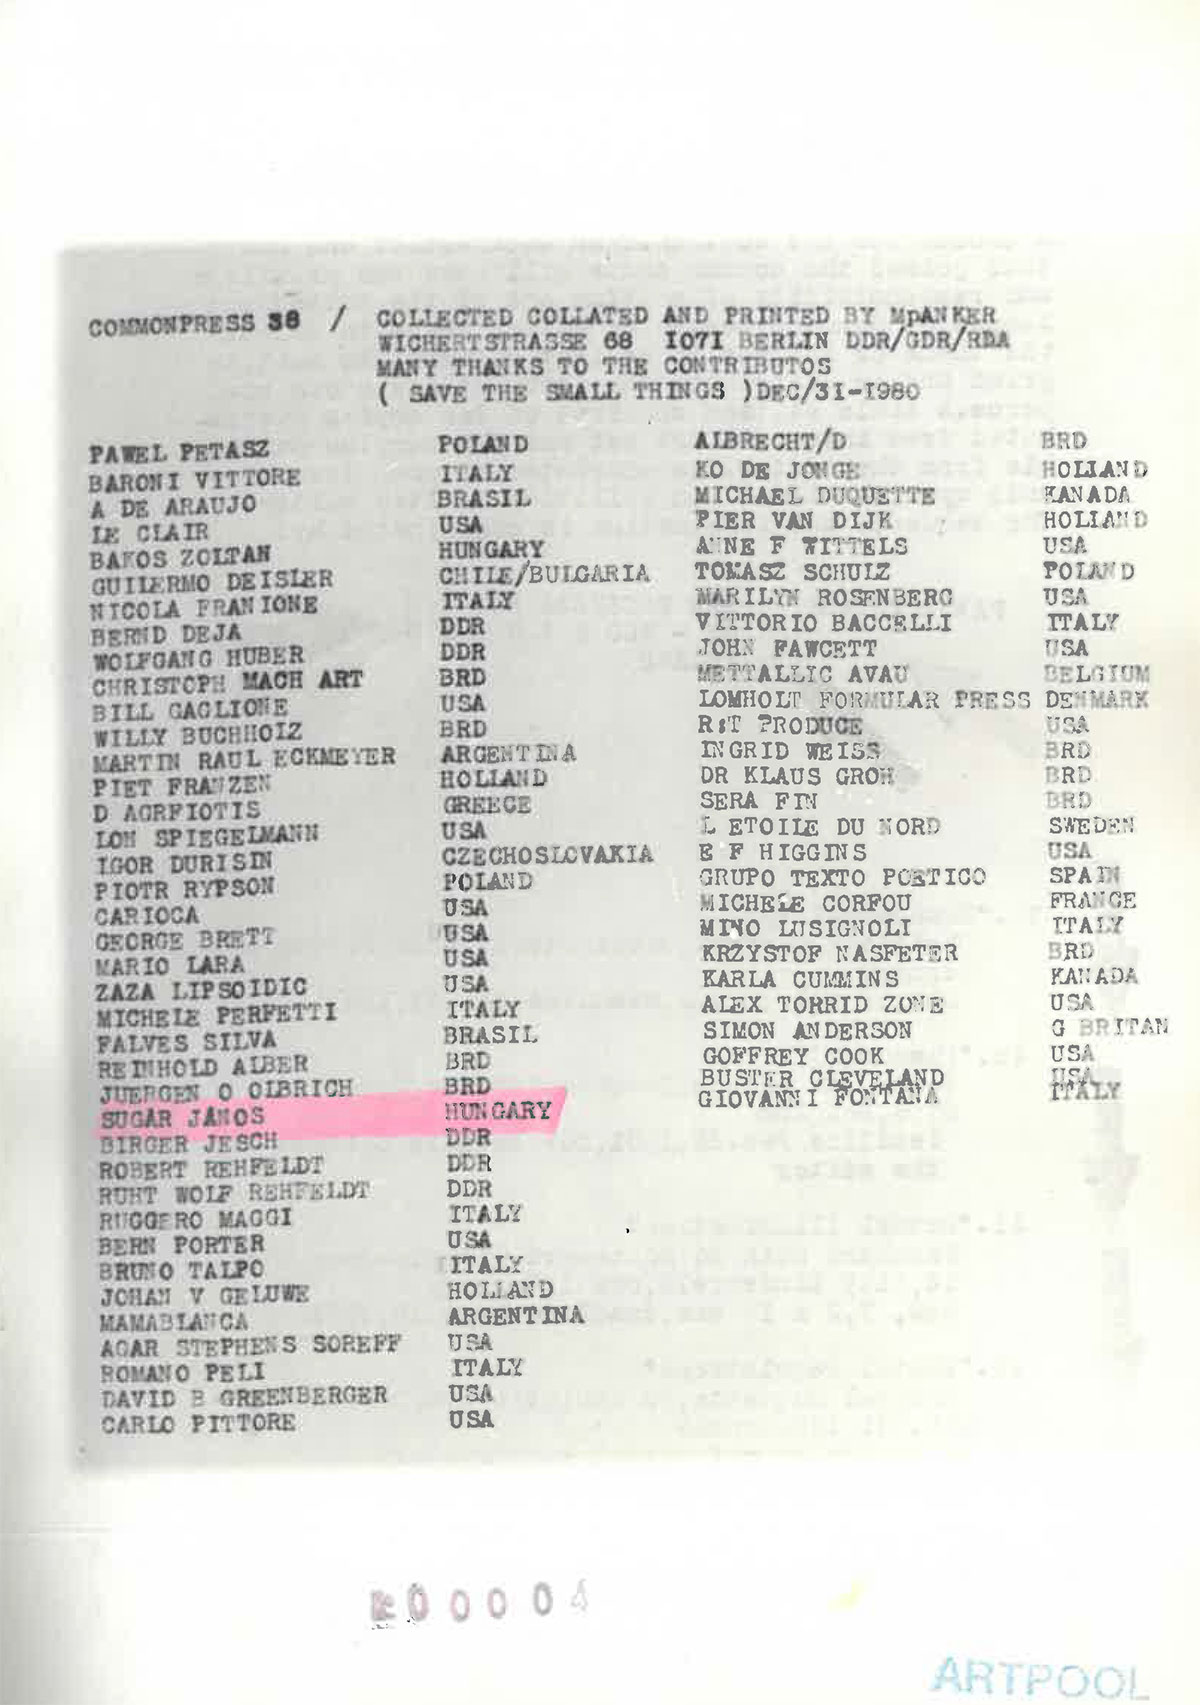 COMMONPRESS 38 / COLLECTED COLLATED AND PRINTED BY MpANKER
WICHERTSTRASSE 68 I07I BERLIN DDR/GDR/RDA
MANY THANKS TO THE CONTRIBUTOS
( SAVE THE SMALL THINGS )DEC/31-I980
PAWEL PETASZ POLAND
BARONI VITTORE ITALY
A DE ARAUJO BRASIL
LE CLAIR USA
BAKOS ZOLTAN HUNGARY
GUILERMO DEISLER CHILE/BULGARIA
NICOLA FRANIONE ITALY
BERND DEJA DDR
WOLFGANG HUBER DDR
CHRISTOPH MACH ART BRD
BILL GAGLIONE USA
WILLY BUCHHOLZ BRD
MARTIN RAUL ECKMEYER ARGENTINA
PIET FRANZEN HOLLAND
D AGRFIOTIS GREECE
LON SPIEGELMANN USA
IGOR DURISIN CZECHOSLOVAKIA
PIOTR RYPSON POLAND
CARIOCA USA
GEORGE BRETT USA
MARIO LARA USA
ZAZA LIPSOIDIC USA
MICHELE PERFETTI ITALY
FALVES SILVA BRASIL
REINHOLD ALBER BRD
JUERGEN O OLBRICH BRD
SUGAR JANOS HUNGARY
BIRGER JESCH DDR
ROBERT REHFELDT DDR
RUHT WOLF REHFELDT DDR
RUGGERO MAGGI ITALY
BERN PORTER USA
BRUNO TALPO ITALY
JOHAN V GELUWE HOLLAND
MAMABLANCA ARGENTINA
AGAR STEPHENS SOREFF USA
ROMANO PELI ITALY
DAVID B GREENBERGER USA
CARLO PITTORE USA
ALBRECHT/D BRD
KO DE JONGE HOLLAND
MICHAEL DUQUETTE KANADA
PIER VAN DIJK HOLLAND
ANNE F WITTELS USA
TOMASZ SCHULZ POLAND
MARILYN ROSENBERG USA
VITTORIO BACCELLI ITALY
JOHN FAWCETT USA
METTALLIC AVAU BELGIUM
LOMHOLT FORMULAR PRESS DENMARK
PRODUCE USA
INGRID WEISS BRD
DR KLAUS GROH BRD
SERA FIN BRD
L ETOILE DU NORD SWEDEN
E F HIGGINS USA
GRUPO TEXTO POETICO SPAIN
MICHELE CORFOU FRANCE
MINO LUSIGNOLI ITALY
KRZYSTOF NASFETER BRD
KARLA CUMMINS KANADA
ALEX TORRID ZONE USA
SIMON ANDERSON G BRITAN
GOFFREY COOK USA
BUSTER CLEVELAND USA
GIOVANNI FONTANA ITALY
00004
ARTPOOL